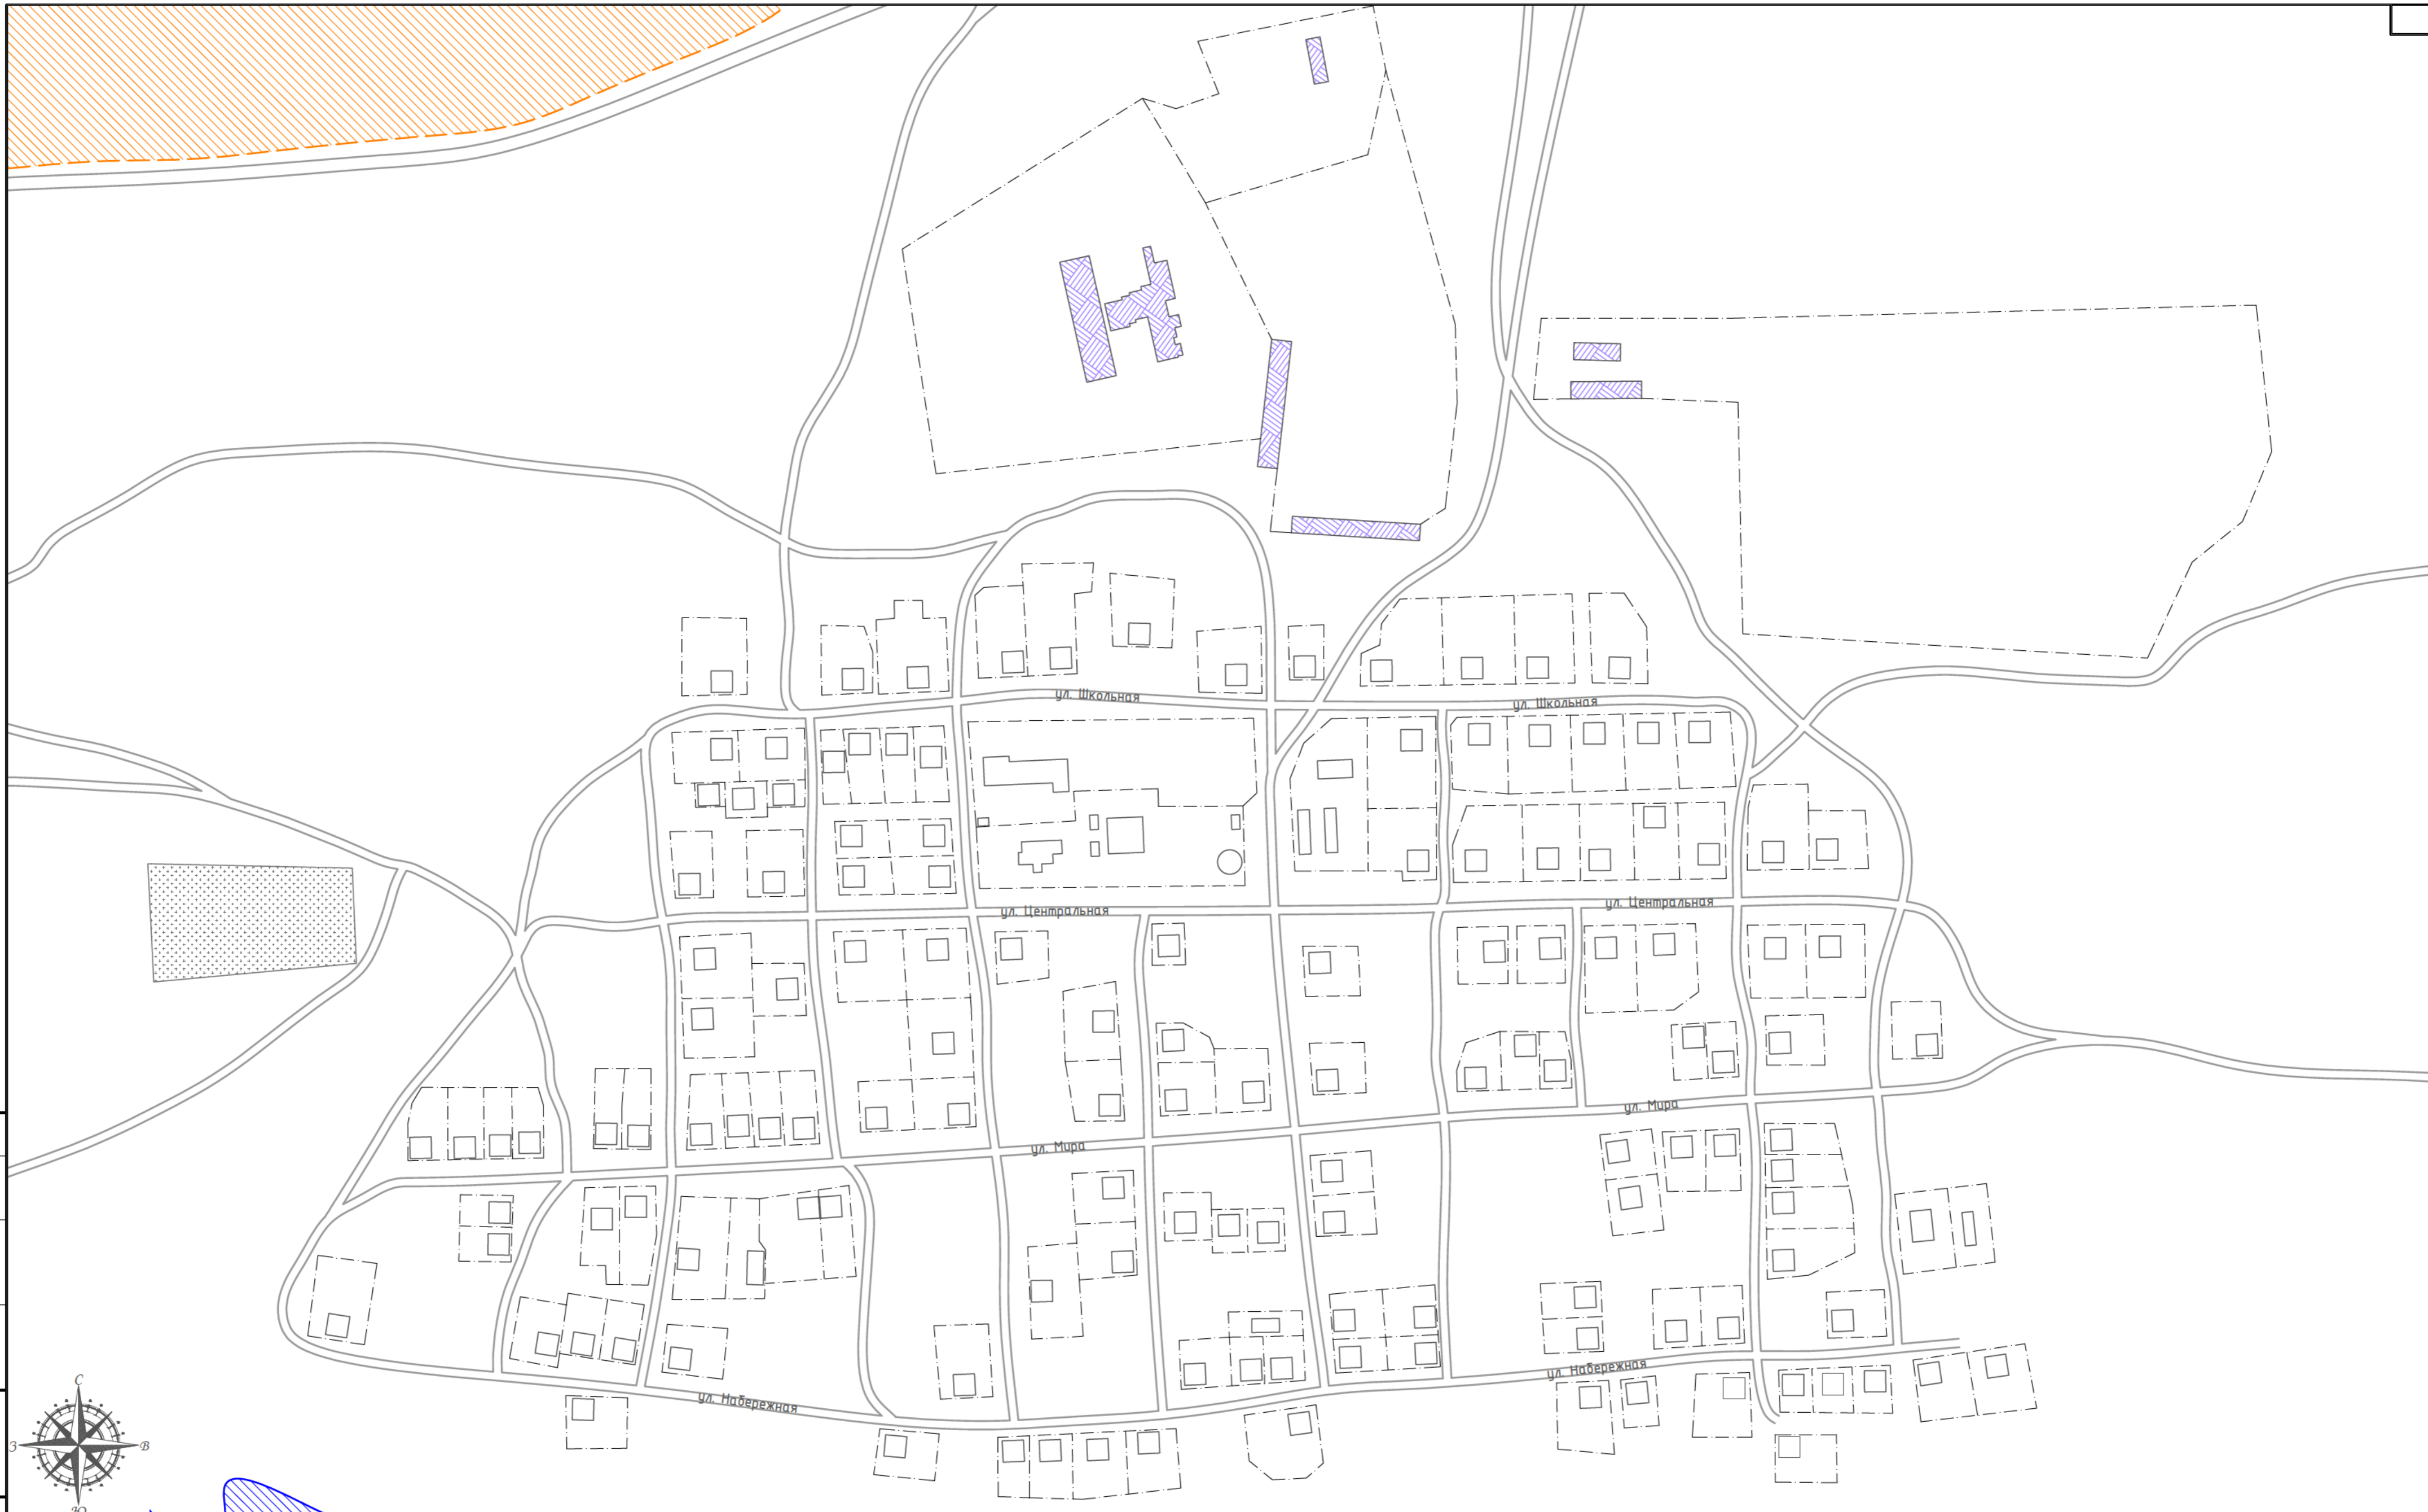 ул. Школьная
ул. Школьная
ул. Центральная
ул. Центральная
ул. Мира
ул. Мира
ул. Набережная
ул. Набережная
С
З
В
Ю